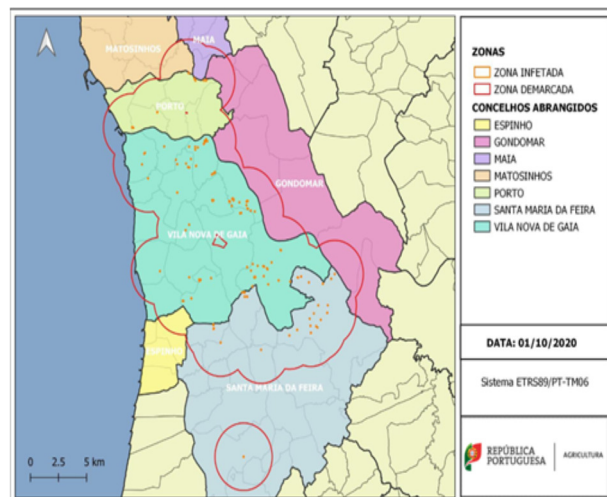 MATOSINHOS
MAIA
PORTO
GONDOMAR
VILA NOVA DE GAIA
ESPINHO
SANTA MARIA DA FEIRA
0 2.5 5 km
ZONAS
ZONA INFETADA
ZONA DEMARCADA
CONCELHOS ABRANGIDOS
ESPINHO
GONDOMAR
MAIA
MATOSINHOS
PORTO
SANTA MARIA DA FEIRA
VILA NOVA DE GAIA
DATA: 01/10/2020
Sistema ETRS89/PT-TM06
REPÚBLICA
PORTUGUESA
AGRICULTURA